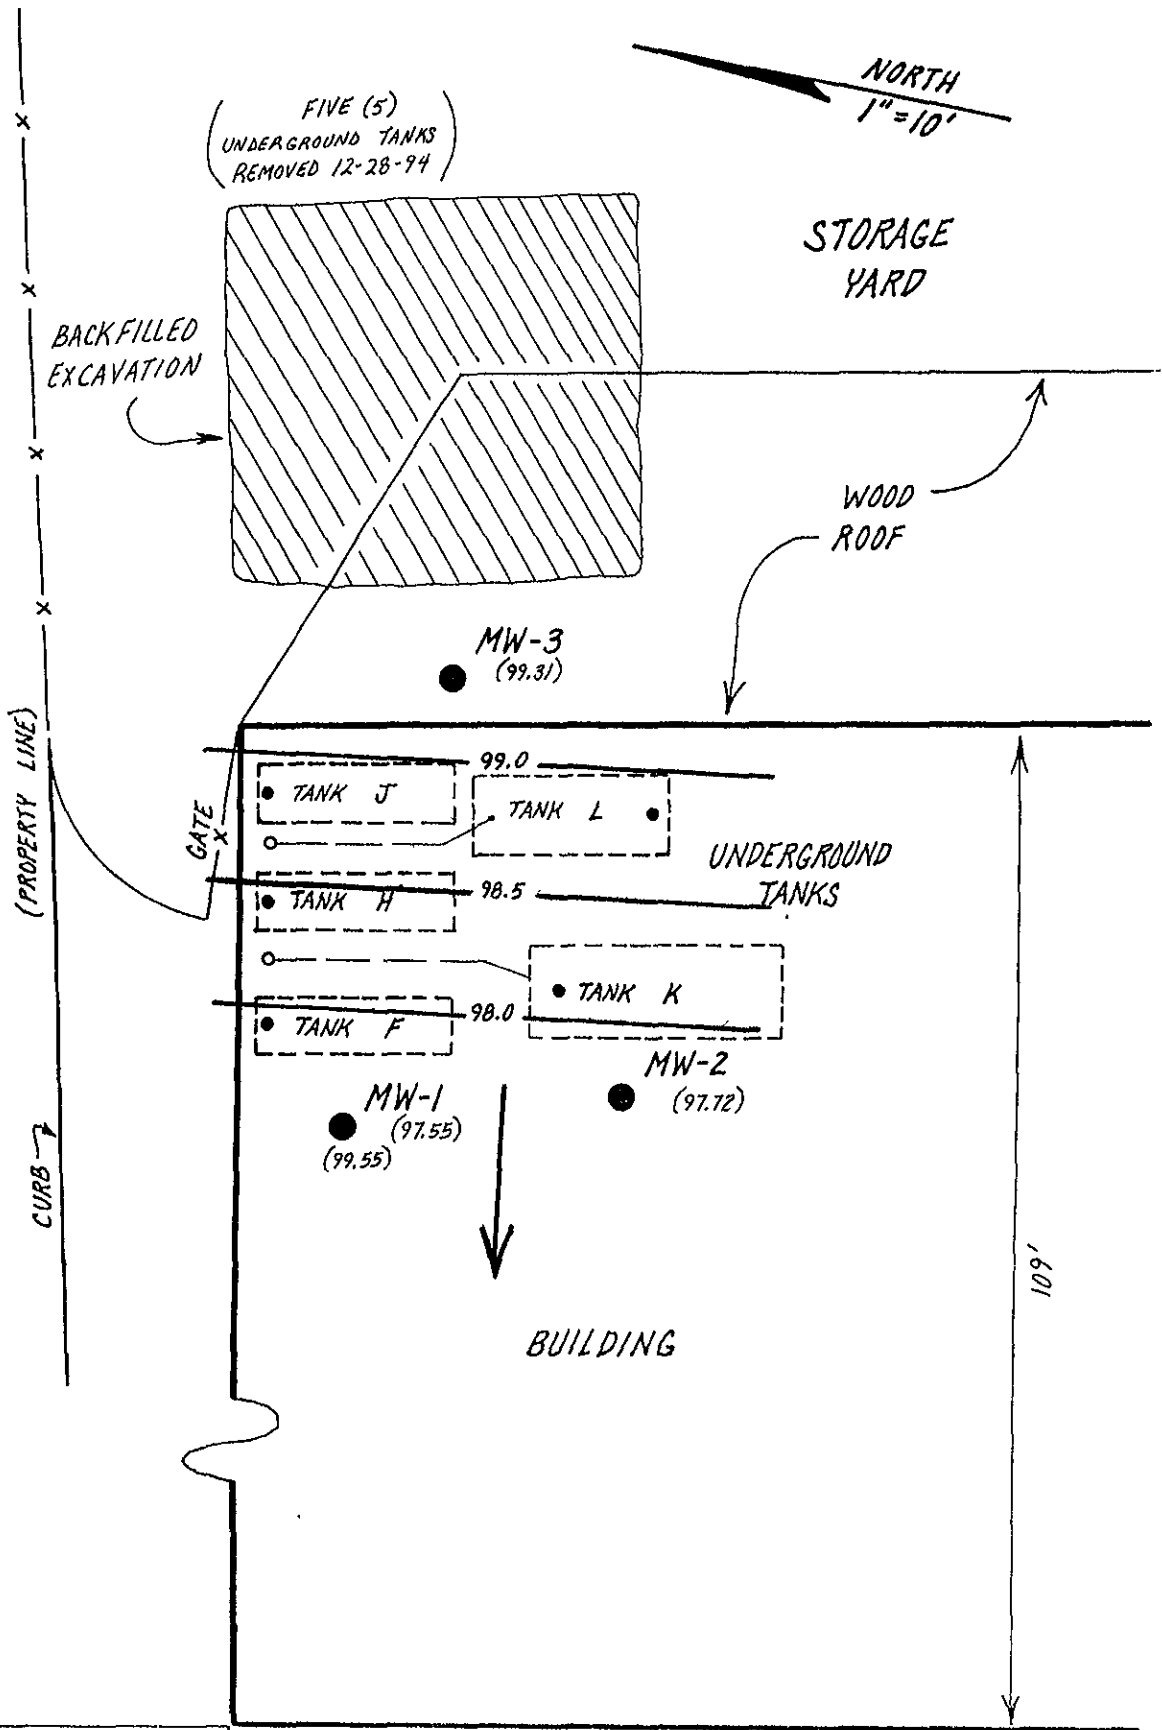 NORTH
1"=10'
FIVE (5)
UNDERGROUND TANKS
REMOVED 12-28-94
STORAGE
YARD
BACKFILLED
EXCAVATION
WOOD
ROOF
MW-3
(99.31)
(PROPERTY LINE)
GATE
99.0
TANK J
TANK L
UNDERGROUND
TANKS
98.5
TANK H
TANK K
98.0
TANK F
MW-2
(97.72)
MW-1
(97.55)
(99.55)
CURB
109'
BUILDING